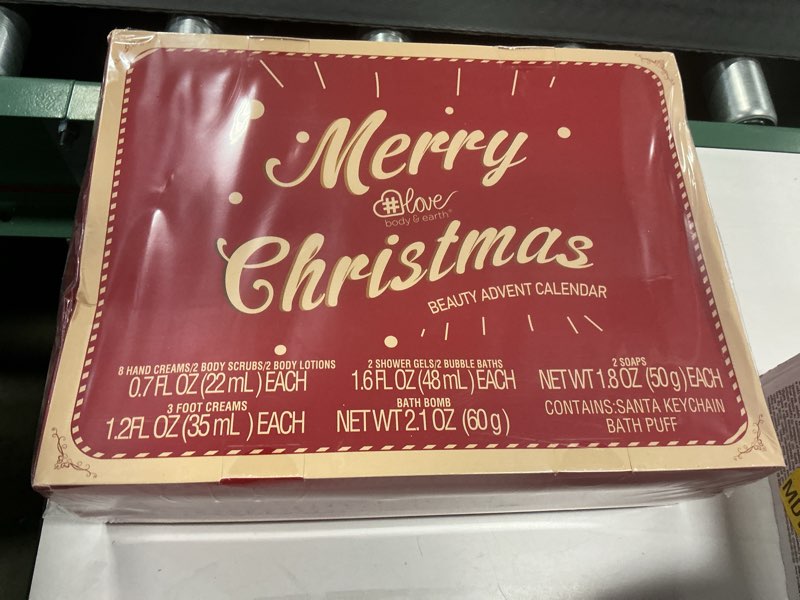 Merry
#love
body & earth®
Christmas
BEAUTY ADVENT CALENDAR
8 HAND CREAMS/2 BODY SCRUBS/2 BODY LOTIONS
0.7 FL OZ (22 mL) EACH
3 FOOT CREAMS
1.2FL OZ (35 mL) EACH
2 SHOWER GELS/2 BUBBLE BATHS
1.6 FL OZ (48 mL) EACH
BATH BOMB
NET WT 2.1 OZ (60 g)
2 SOAPS
NET WT 1.8 OZ (50 g) EACH
CONTAINS:SANTA KEYCHAIN
BATH PUFF